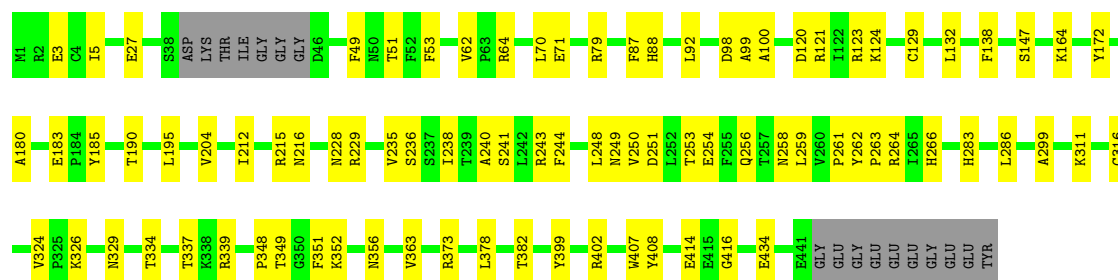 M1 R2 E3 C4 I5 E27 S38 ASP LYS THR ILE GLY GLY GLY D46 F49 N50 T51 F52 F53 V62 P63 R64 L70 E71 R79 F87 H88 L92 D98 A99 A100 D120 R121 I122 R123 K124 C129 L132 F138 S147 K164 Y172
A180 E183 P184 Y185 T190 L195 V204 I212 R215 N216 N228 R229 V235 S236 S237 I238 T239 A240 S241 L242 R243 F244 L248 N249 V250 D251 L252 T253 E254 F255 Q256 T257 N258 L259 V260 P261 Y262 P263 R264 I265 H266 H283 L286 A299 K311
V324 P325 K326 N329 T334 T337 K338 R339 P348 T349 G350 F351 K352 N356 V363 R373 L378 T382 Y399 R402 W407 Y408 E414 E415 G416 E434 E441 GLY GLU GLY GLU GLU GLU GLY GLU GLU TYR